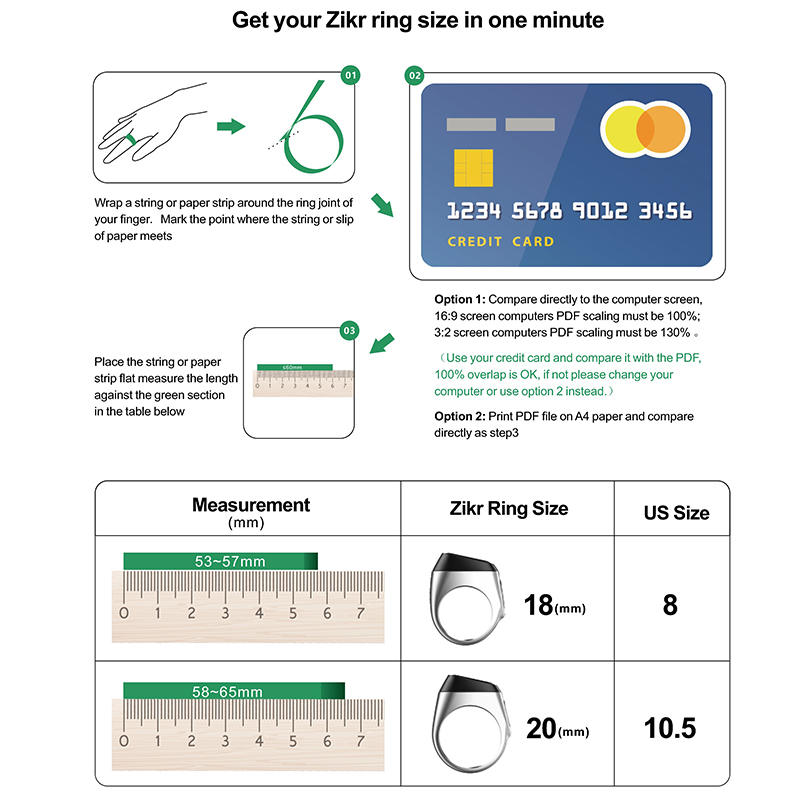 Get your Zikr ring size in one minute
01
Wrap a string or paper strip around the ring joint of
your finger. Mark the point where the string or slip
of paper meets
02
1234 5678 9012 3456
CREDIT CARD
Option 1: Compare directly to the computer screen,
16:9 screen computers PDF scaling must be 100%;
3:2 screen computers PDF scaling must be 130% 。
（Use your credit card and compare it with the PDF,
100% overlap is OK, if not please change your
computer or use option 2 instead.）
Option 2: Print PDF file on A4 paper and compare
directly as step3
03
Place the string or paper
strip flat measure the length
against the green section
in the table below
≤60mm
0 1 2 3 4 5 6 7
Measurement
(mm)
Zikr Ring Size
US Size
53~57mm
0 1 2 3 4 5 6 7
18(mm)
8
58~65mm
0 1 2 3 4 5 6 7
20(mm)
10.5